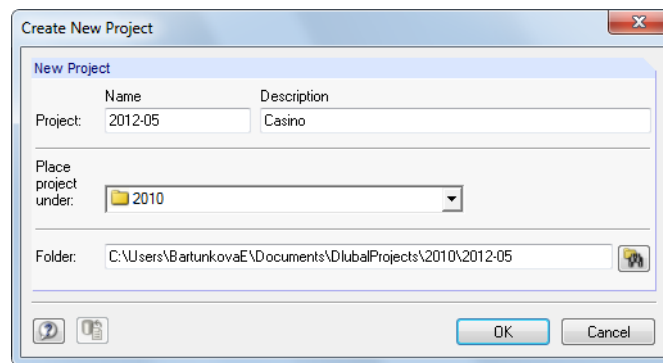 Create New Project
New Project
Name Description
Project: 2012-05 Casino
Place
project
under: 2010
Folder: C:\Users\BartunkovaE\Documents\DlubalProjects\2010\2012-05
OK Cancel